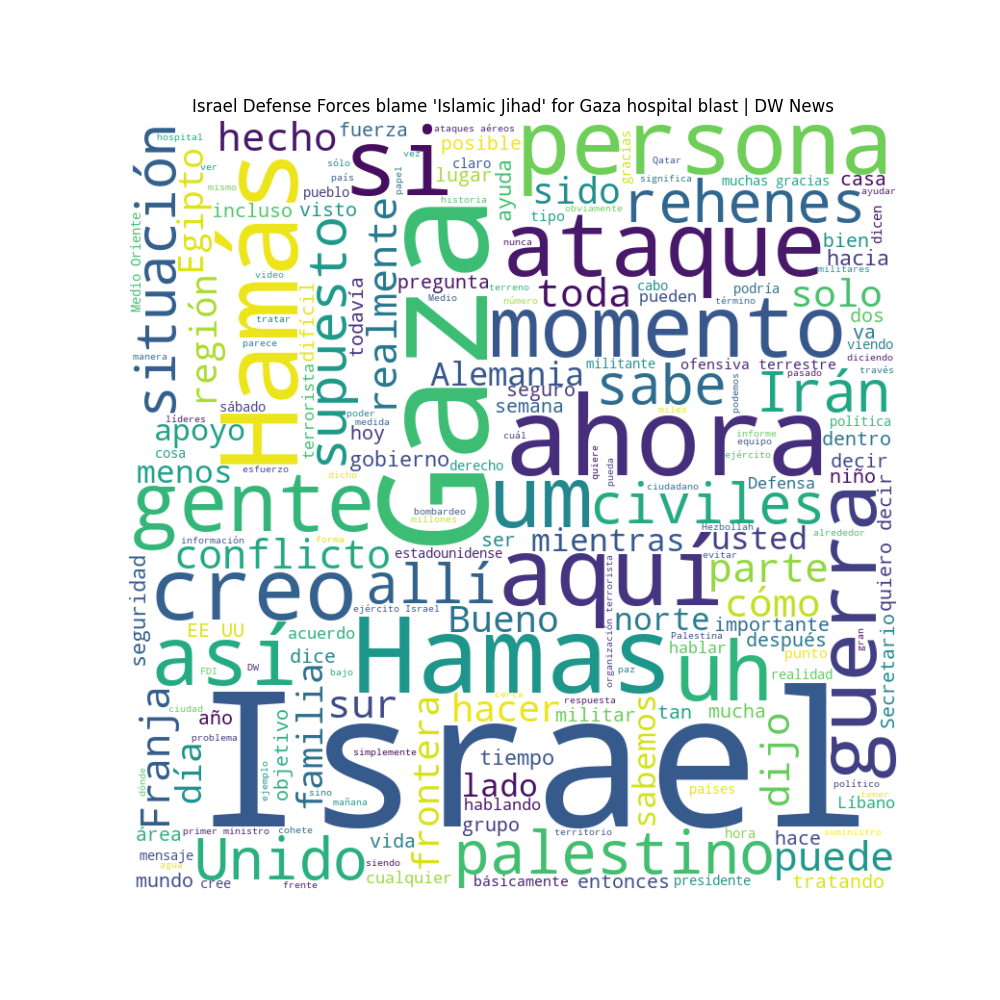 Israel Defense Forces blame 'Islamic Jihad' for Gaza hospital blast | DW News
hospital
situación
hecho
fuerza
si
ataques aéreos
posible
persona
gracias
ver
Egipto
sólo
vez
claro
lugar
Qatar
muchas gracias
casa
mismo
Hamás
país
papel
ayuda
sido
significa
ayudar
pueblo
historia
tipo
obviamente
rehenes
dicen
Medio Oriente
incluso
visto
Gaza
nunca
ataque
bien
hacia
región
video
supuesto
realmente
pregunta
terreno
cabo
podría
militares
tratar
difícil
todavía
Medio
número
toda
pueden
término
solo
dos
manera
parece
terrorista
momento
ya
viendo
diciendo
Alemania
militante
ofensiva terrestre
pasado
través
seguro
sabe
podemos
Irán
líderes
sábado
poder
medida
semana
miles
política
apoyo
cosa
hoy
cuál
ahora
informe
equipo
dentro
menos
esfuerzo
gobierno
derecho
quiere
pueda
ejército
decir
niño
gente
dicho
bombardeo
millones
um
civiles
ciudadano
Defensa
guerra
quiero decir
información
forma
conflicto
ser
mientras
Hezbollah
usted
alrededor
seguridad
estadounidense
evitar
creo
allí
aquí
organización terrorista
parte
cómo
secretario
ejército Israel
EE UU
acuerdo
Bueno
norte
importante
gran
así
dice
Hamas
Palestina
hablar
después
punto
FDI
DW
bajo
paz
uh
realidad
Franja
año
familia
sur
cerca
respuesta
hacer
militar
tan
mucha
ciudad
problema
objetivo
simplemente
frontera
sabemos
dijo
día
Israel
tiempo
político
dónde
ejemplo
sino
mañana
lado
hablando
países
tener
Líbano
área
primer ministro
cohete
vida
grupo
territorio
hora
hace
suministro
mensaje
agua
Unido
siendo
palestino
puede
mundo
cree
frente
cualquier
básicamente
entonces
presidente
tratando